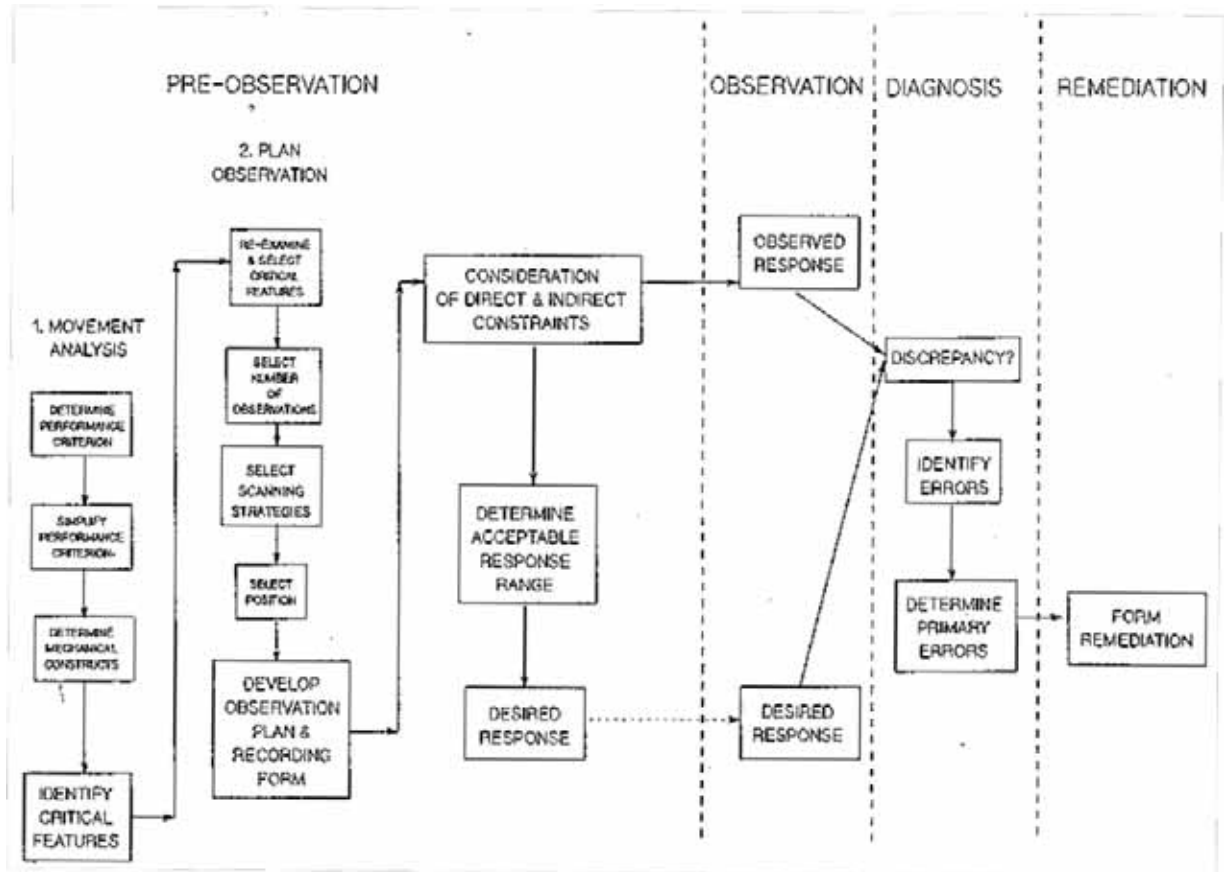 PRE-OBSERVATION
OBSERVATION
DIAGNOSIS
REMEDIATION
1. MOVEMENT
ANALYSIS
DETERMINE
PERFORMANCE
CRITERION
SIMPLIFY
PERFORMANCE
CRITERION
DETERMINE
MECHANICAL
CONSTRUCTS
IDENTIFY
CRITICAL
FEATURES
2. PLAN
OBSERVATION
RE-EXAMINE
& SELECT
CRITICAL
FEATURES
SELECT
NUMBER
OF
OBSERVATIONS
SELECT
SCANNING
STRATEGIES
SELECT
POSITION
DEVELOP
OBSERVATION
PLAN &
RECORDING
FORM
CONSIDERATION
OF DIRECT & INDIRECT
CONSTRAINTS
DETERMINE
ACCEPTABLE
RESPONSE
RANGE
DESIRED
RESPONSE
OBSERVED
RESPONSE
DESIRED
RESPONSE
DISCREPANCY?
IDENTIFY
ERRORS
DETERMINE
PRIMARY
ERRORS
FORM
REMEDIATION